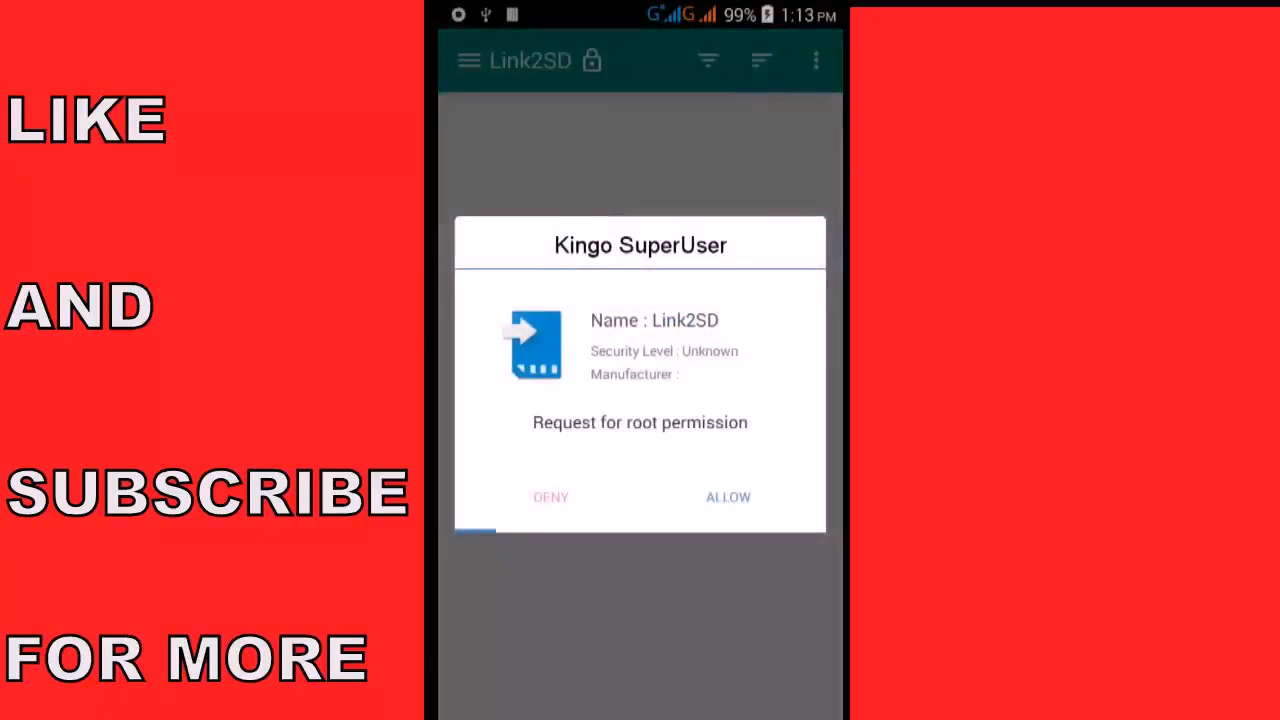 G G 99% 1:13 PM
Link2SD
LIKE
AND
SUBSCRIBE
FOR MORE
Kingo SuperUser
Name : Link2SD
Security Level : Unknown
Manufacturer :
Request for root permission
DENY ALLOW